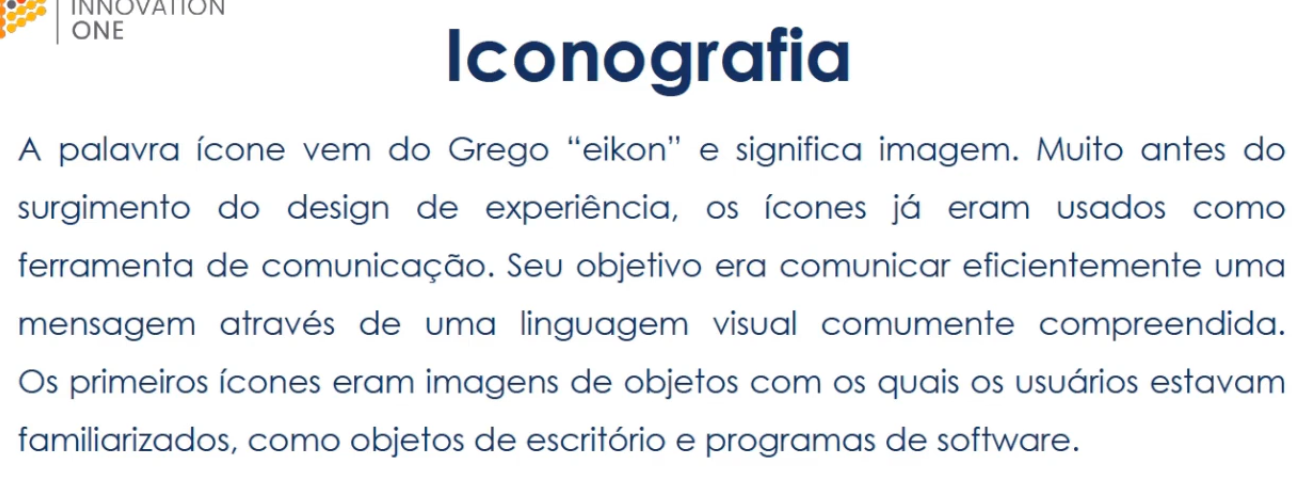 INNOVATION
ONE
Iconografia
A palavra ícone vem do Grego “eikon” e significa imagem. Muito antes do
surgimento do design de experiência, os ícones já eram usados como
ferramenta de comunicação. Seu objetivo era comunicar eficientemente uma
mensagem através de uma linguagem visual comumente compreendida.
Os primeiros ícones eram imagens de objetos com os quais os usuários estavam
familiarizados, como objetos de escritório e programas de software.